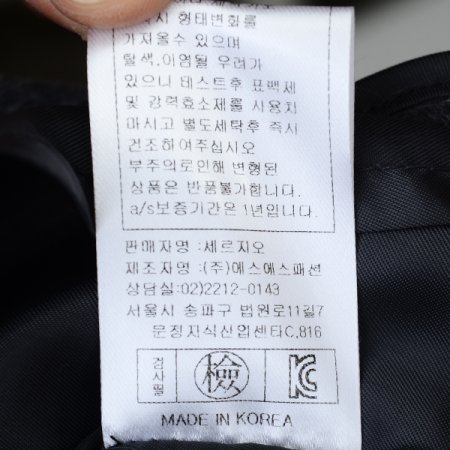 형태변화를
가져올수 있으며
탈색,이염될 우려가
있으니 테스트후 표백제
및 강력효소제를 사용치
마시고 별도세탁후 즉시
건조하여주십시오
부주의로인해 변형된
상품은 반품불가합니다.
a/s보증기간은 1년입니다.
판매자명 : 세르지오
제조자명 : (주)에스에스패션
상담실:02)2212-0143
서울시 송파구 법원로11길7
문정지식산업센타C,816
검사필 檢 KC
MADE IN KOREA